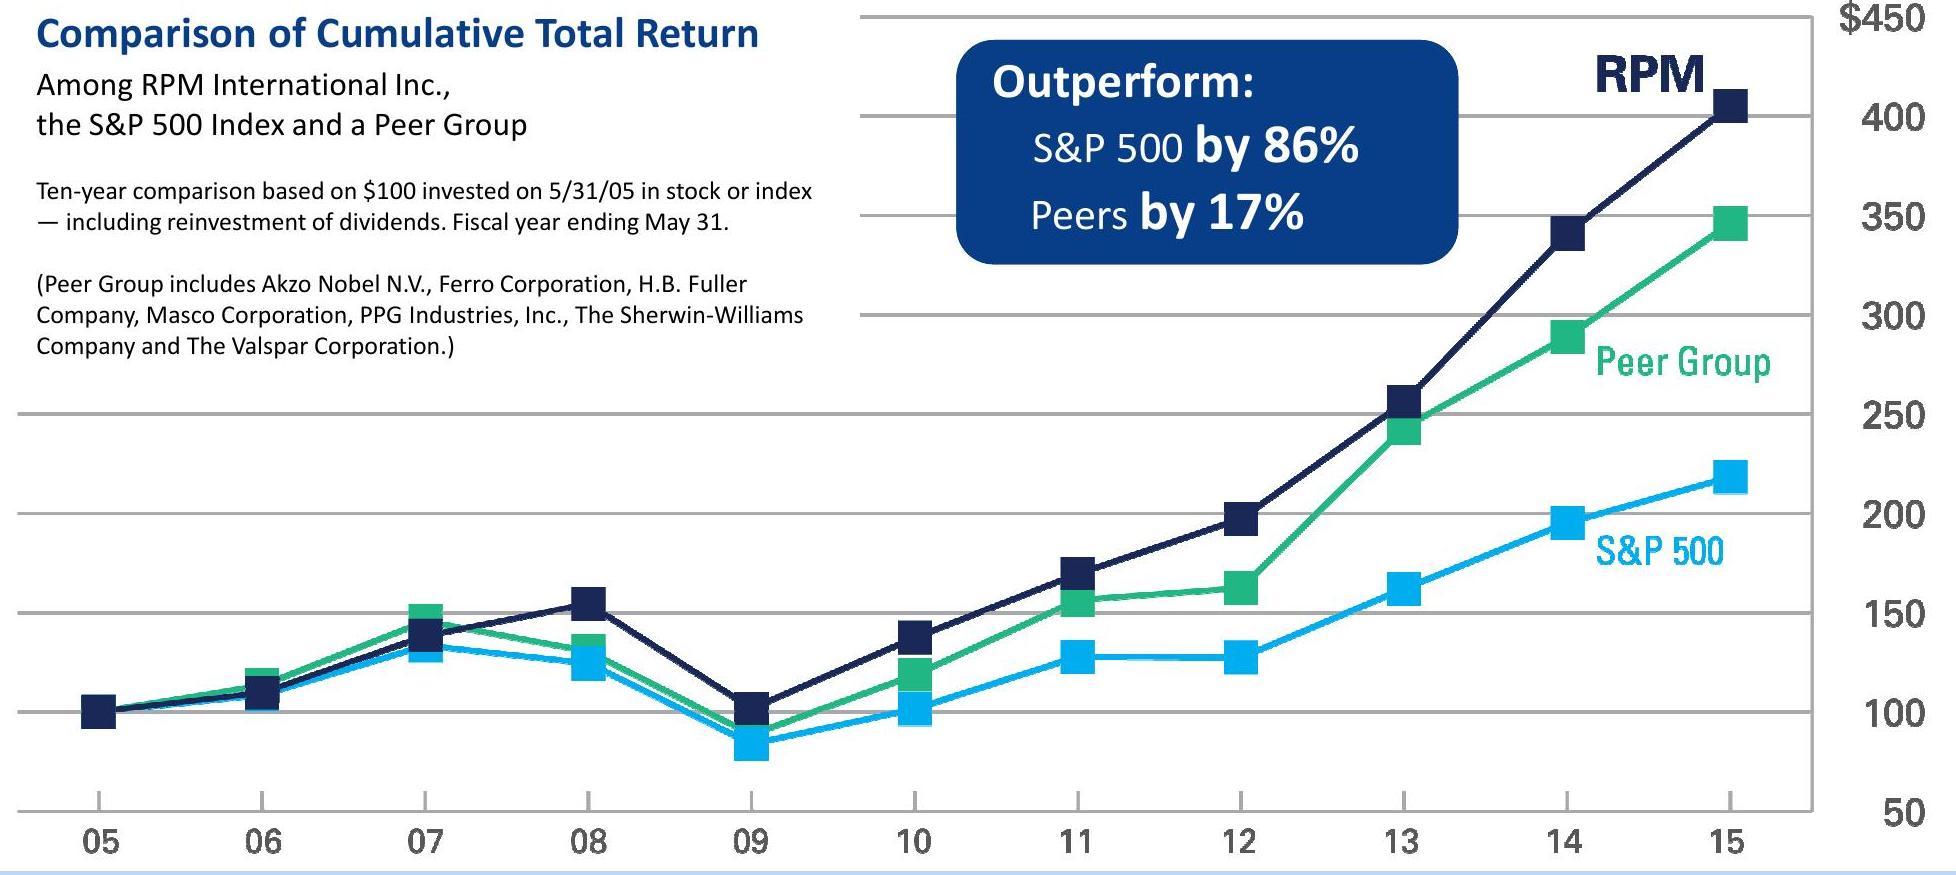 Comparison of Cumulative Total Return
Among RPM International Inc.,
the S&P 500 Index and a Peer Group
Ten-year comparison based on $100 invested on 5/31/05 in stock or index
— including reinvestment of dividends. Fiscal year ending May 31.
(Peer Group includes Akzo Nobel N.V., Ferro Corporation, H.B. Fuller
Company, Masco Corporation, PPG Industries, Inc., The Sherwin-Williams
Company and The Valspar Corporation.)
Outperform:
S&P 500 by 86%
Peers by 17%
RPM
Peer Group
S&P 500
$450
400
350
300
250
200
150
100
50
05 06 07 08 09 10 11 12 13 14 15